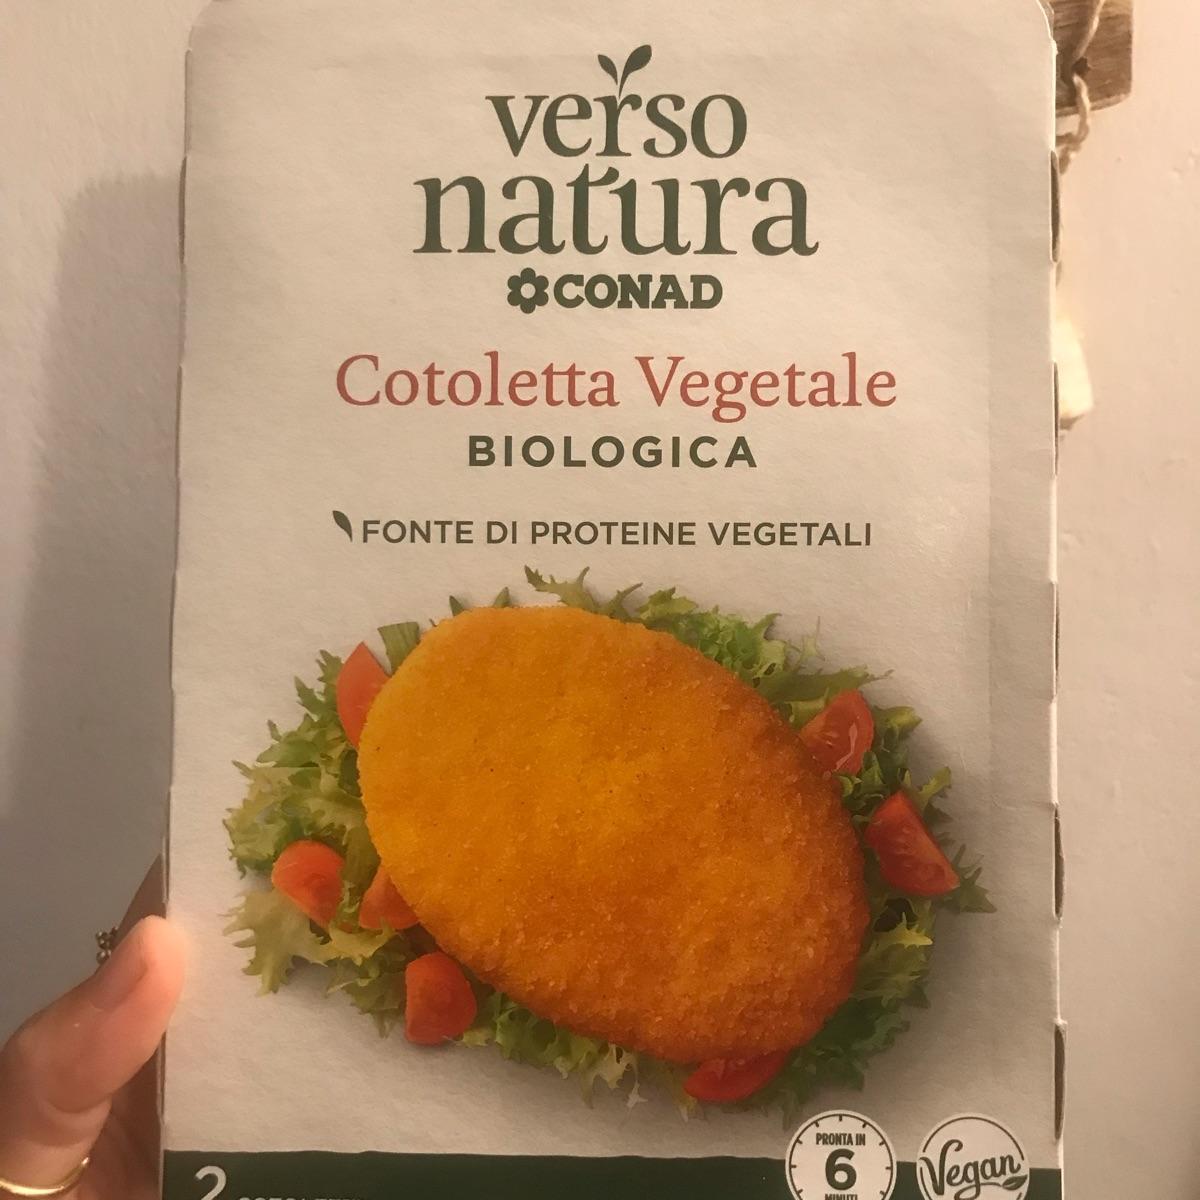 verso
natura
CONAD
Cotoletta Vegetale
BIOLOGICA
FONTE DI PROTEINE VEGETALI
PRONTA IN
6
MINUTI
Vegan
2